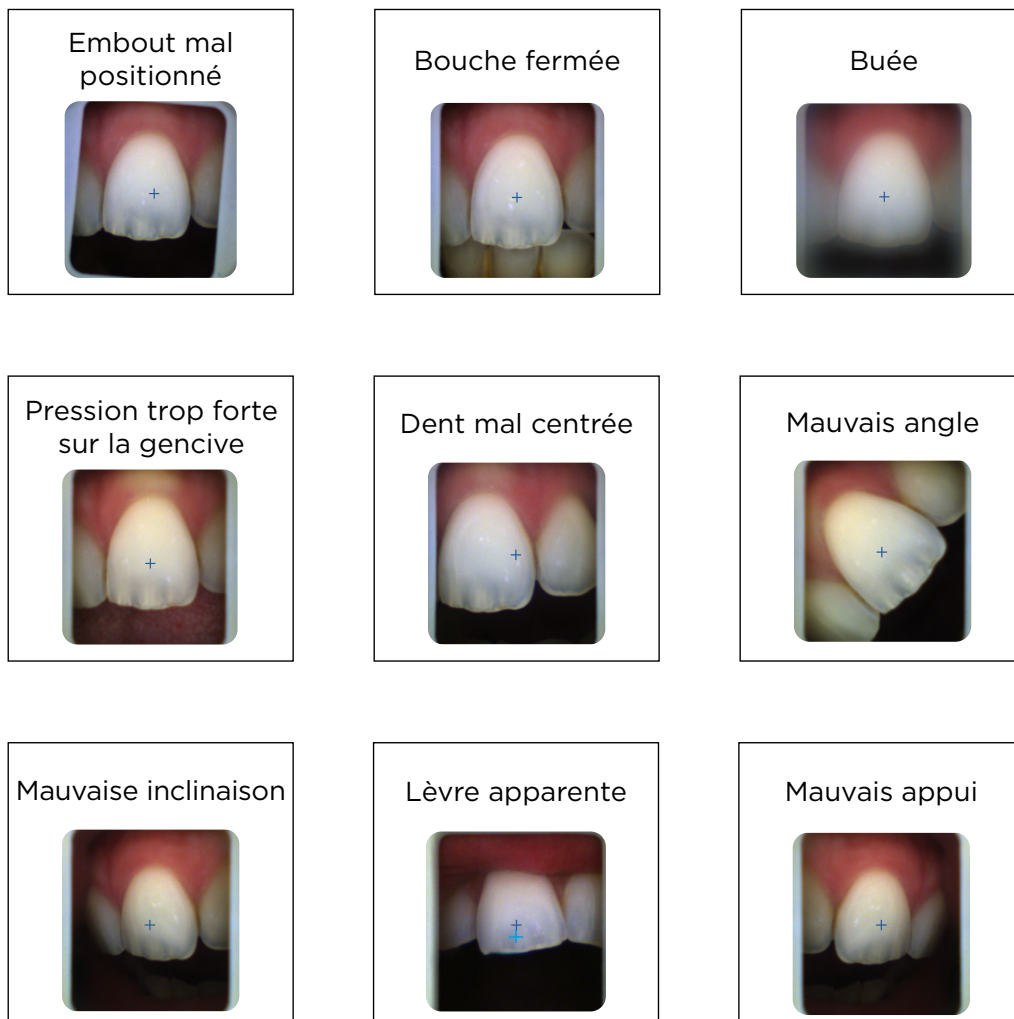 Embout mal
positionné
Bouche fermée
Buée
Pression trop forte
sur la gencive
Dent mal centrée
Mauvais angle
Mauvaise inclinaison
Lèvre apparente
Mauvais appui